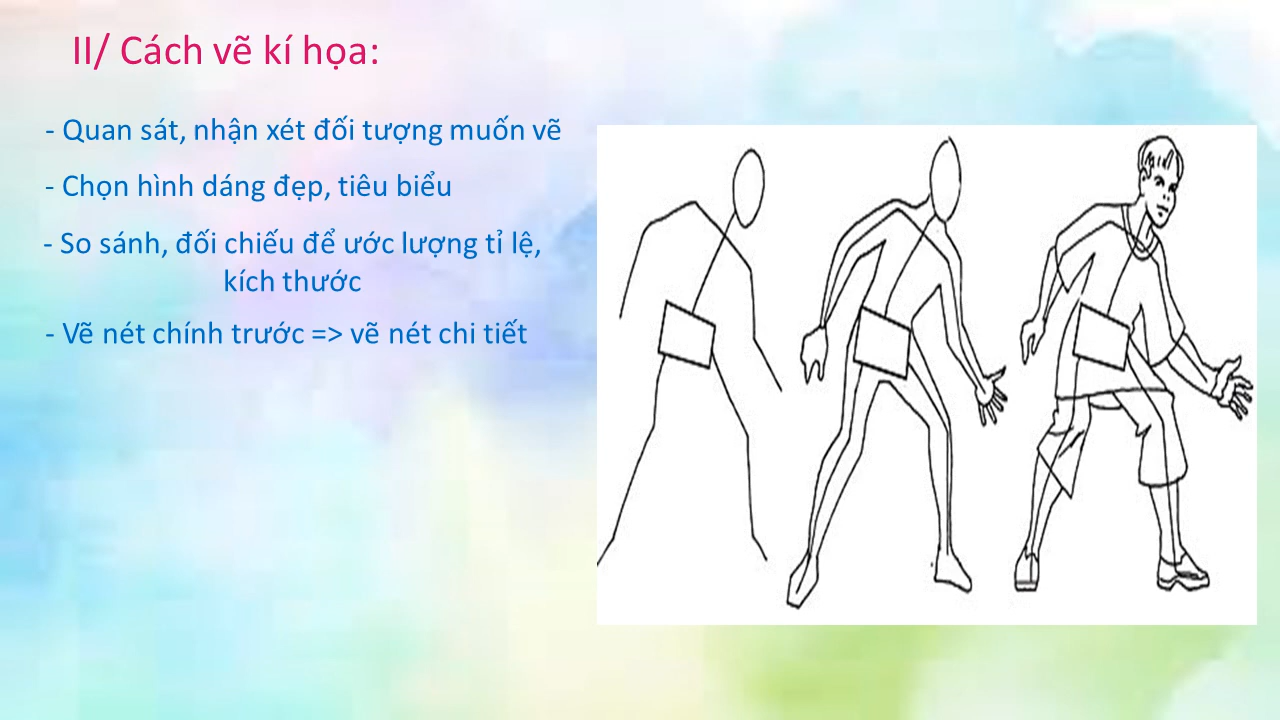 II/ Cách vẽ kí họa:
- Quan sát, nhận xét đối tượng muốn vẽ
- Chọn hình dáng đẹp, tiêu biểu
- So sánh, đối chiếu để ước lượng tỉ lệ,
kích thước
- Vẽ nét chính trước => vẽ nét chi tiết